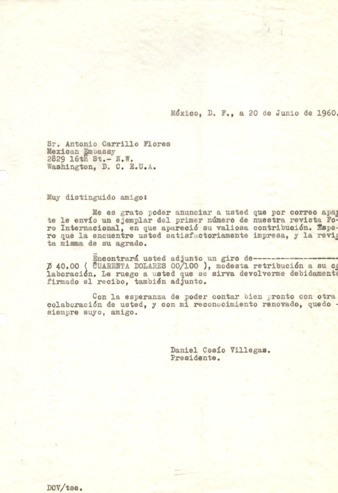 México, D. F., a 20 de Junio de 1960.
Sr. Antonio Carrillo Flores
Mexican Embassy
2829 16th St.- N.W.
Washington, D. C. E.U.A.
Muy distinguido amigo:
Me es grato poder anunciar a usted que por correo apar
te le envío un ejemplar del primer número de nuestra revista Fo
ro Internacional, en que apareció su valiosa contribución. Espe-
ro que la encuentre usted satisfactoriamente impresa, y la revis
ta misma de su agrado.
Encontrará usted adjunto un giro de-------------------
$ 40.00 ( CUARENTA DOLARES 00/100 ), modesta retribución a su co
laboración. Le ruego a usted que se sirva devolverme debidamente
firmado el recibo, también adjunto.
Con la esperanza de poder contar bien pronto con otra
colaboración de usted, y con mi reconocimiento renovado, quedo -
siempre suyo, amigo.
Daniel Cosío Villegas.
Presidente.
DCV/tsc.